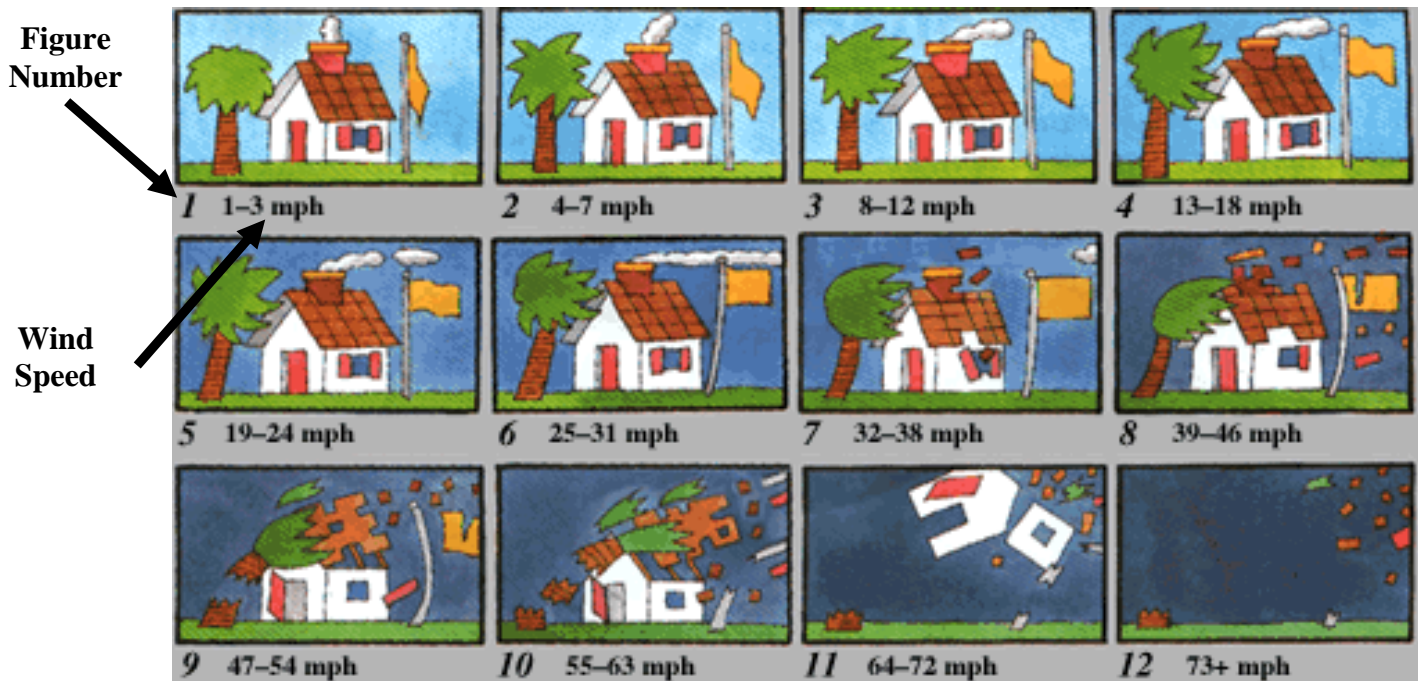 Figure
Number
1 1–3 mph
2 4–7 mph
3 8–12 mph
4 13–18 mph
Wind
Speed
5 19–24 mph
6 25–31 mph
7 32–38 mph
8 39–46 mph
9 47–54 mph
10 55–63 mph
11 64–72 mph
12 73+ mph